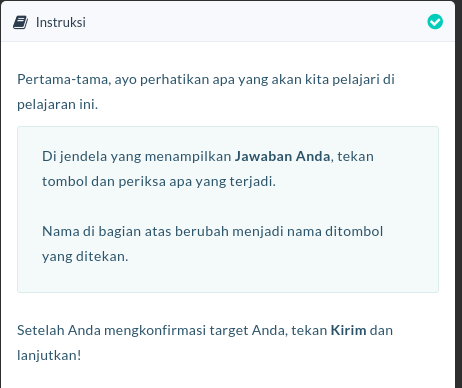 Instruksi
Pertama-tama, ayo perhatikan apa yang akan kita pelajari di
pelajaran ini.
Di jendela yang menampilkan Jawaban Anda, tekan
tombol dan periksa apa yang terjadi.
Nama di bagian atas berubah menjadi nama ditombol
yang ditekan.
Setelah Anda mengkonfirmasi target Anda, tekan Kirim dan
lanjutkan!